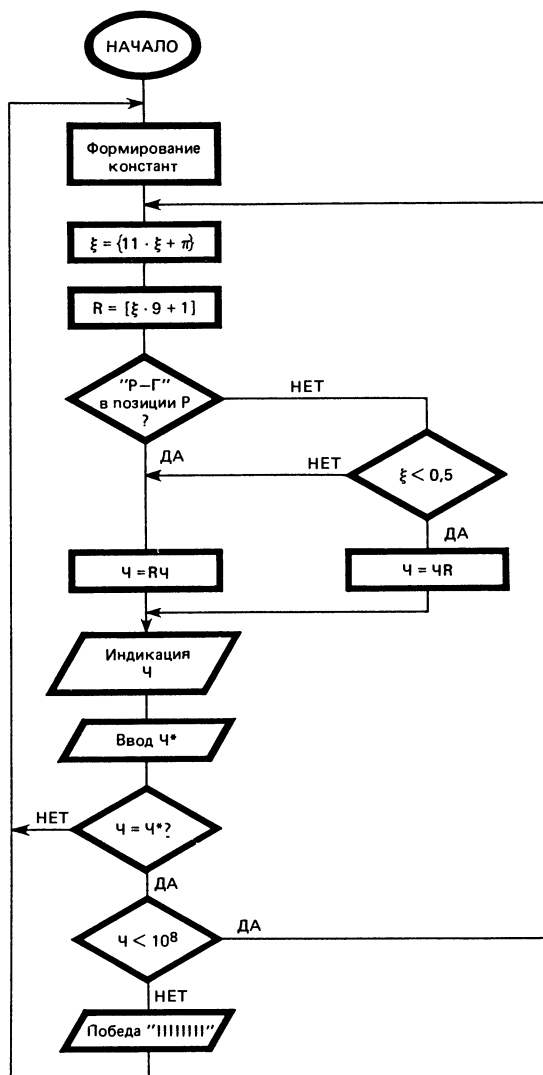 НАЧАЛО
Формирование
констант
ξ = {11 · ξ + π}
R = [ξ · 9 + 1]
"Р–Г"
в позиции Р
?
НЕТ
ДА
НЕТ
ξ < 0,5
ДА
Ч = RЧ
Ч = ЧR
Индикация
Ч
Ввод Ч*
НЕТ
Ч = Ч*?
ДА
Ч < 10⁸
ДА
НЕТ
Победа "11111111"